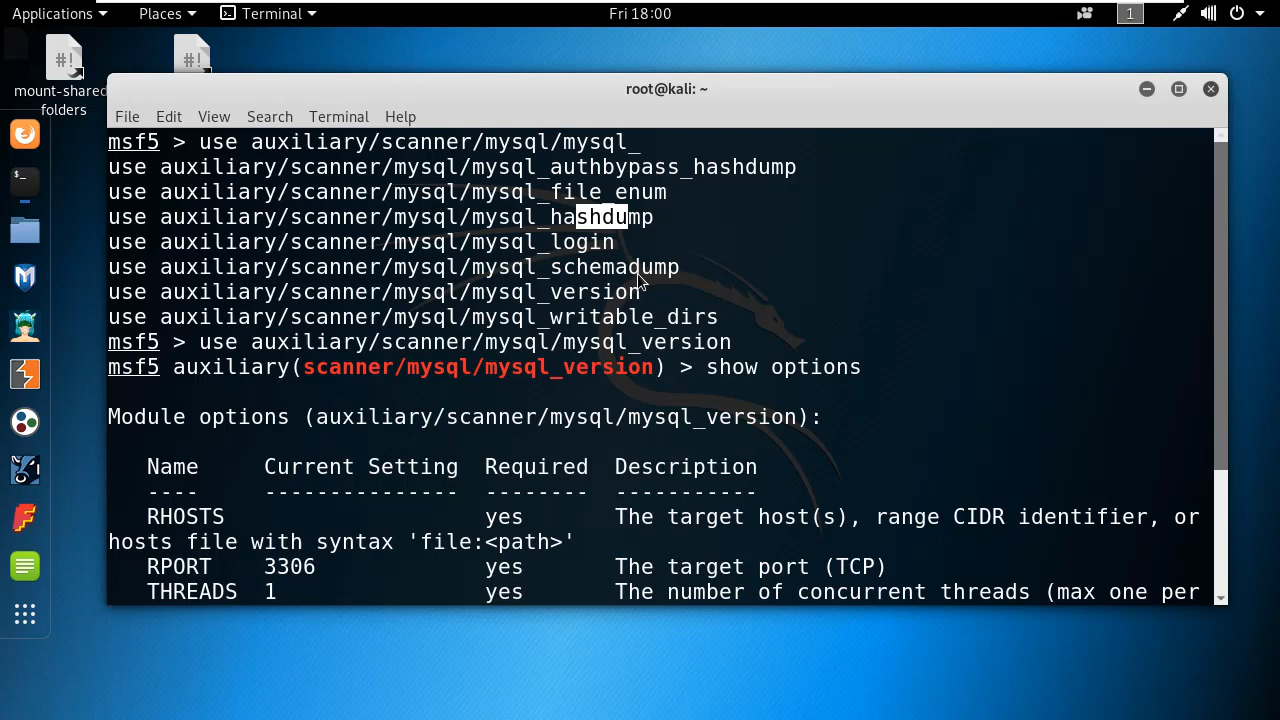 Applications Places Terminal Fri 18:00 1
#! #!
mount-shared-
folders
root@kali: ~
File Edit View Search Terminal Help
msf5 > use auxiliary/scanner/mysql/mysql_
use auxiliary/scanner/mysql/mysql_authbypass_hashdump
use auxiliary/scanner/mysql/mysql_file_enum
use auxiliary/scanner/mysql/mysql_hashdump
use auxiliary/scanner/mysql/mysql_login
use auxiliary/scanner/mysql/mysql_schemadump
use auxiliary/scanner/mysql/mysql_version
use auxiliary/scanner/mysql/mysql_writable_dirs
msf5 > use auxiliary/scanner/mysql/mysql_version
msf5 auxiliary(scanner/mysql/mysql_version) > show options
Module options (auxiliary/scanner/mysql/mysql_version):
Name Current Setting Required Description
---- --------------- -------- -----------
RHOSTS yes The target host(s), range CIDR identifier, or
hosts file with syntax 'file:<path>'
RPORT 3306 yes The target port (TCP)
THREADS 1 yes The number of concurrent threads (max one per